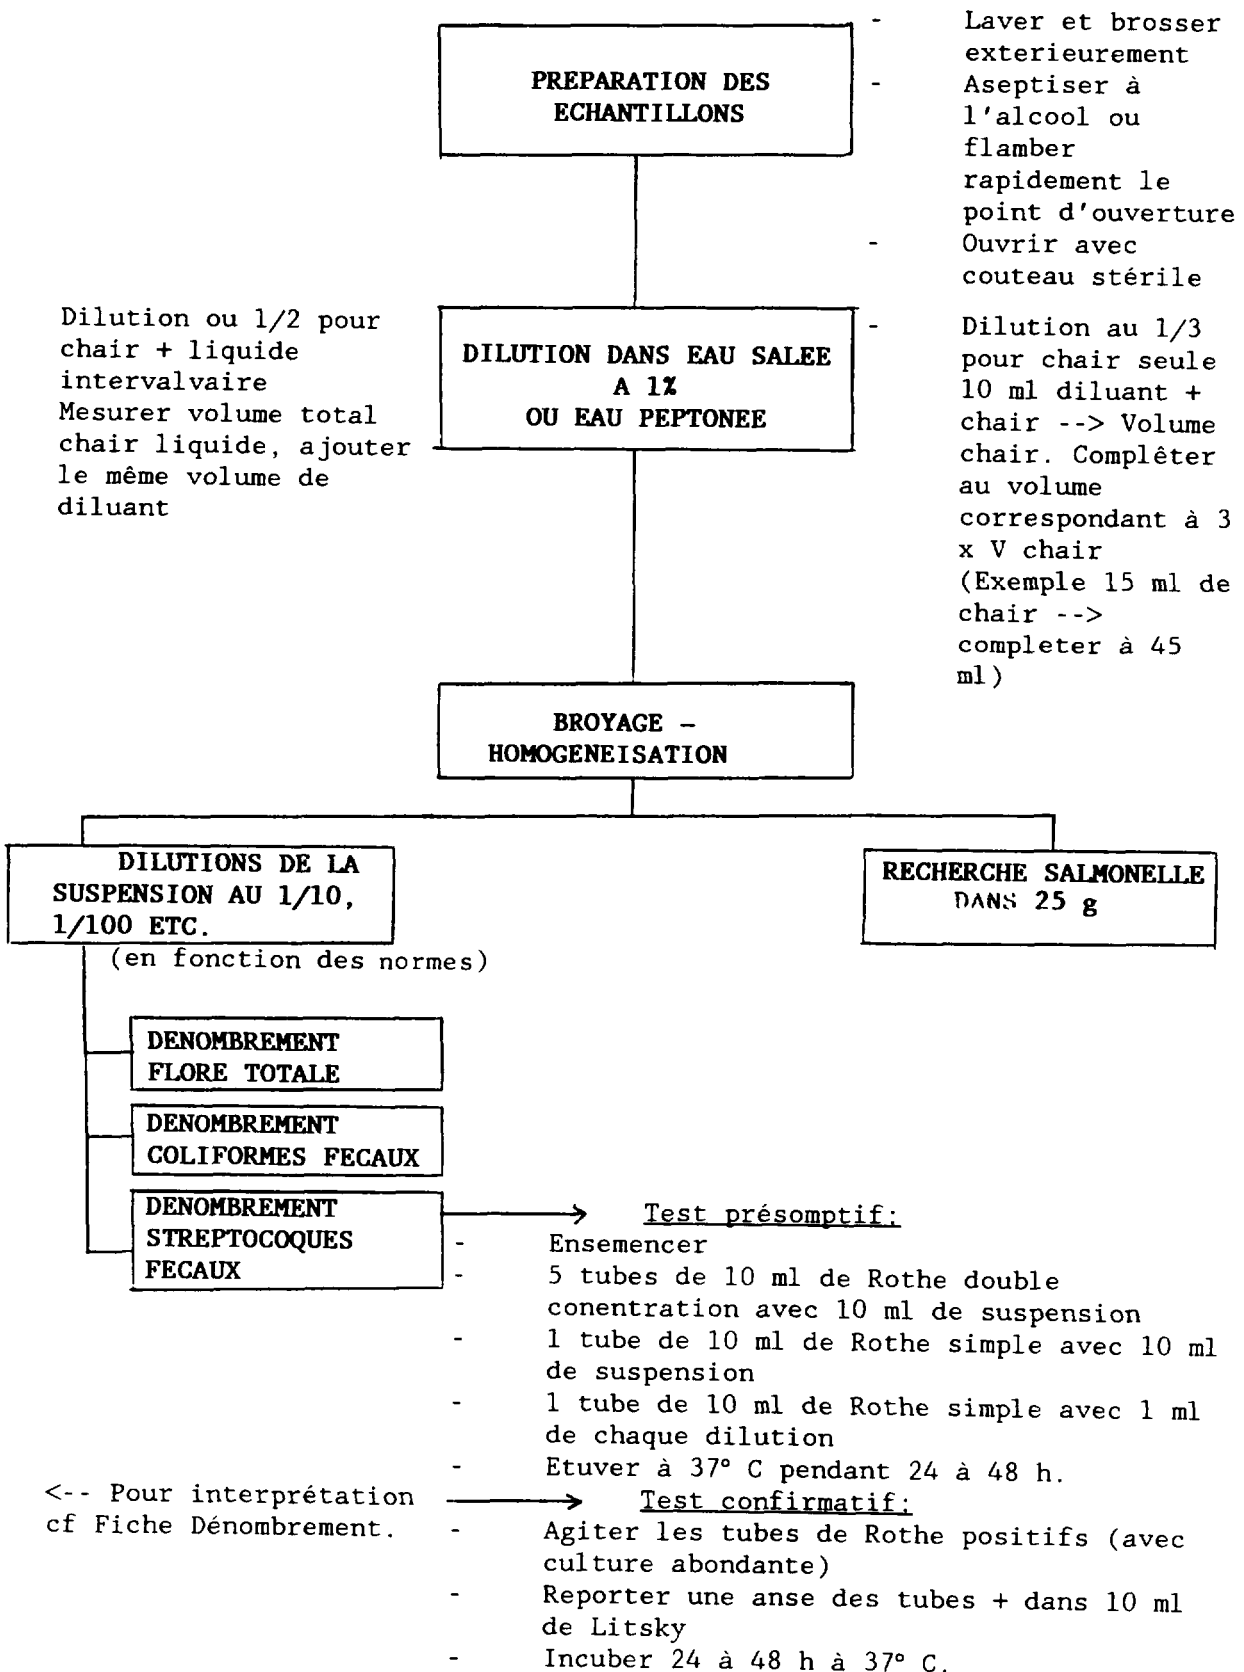 PREPARATION DES
ECHANTILLONS
- Laver et brosser
exterieurement
- Aseptiser à
l'alcool ou
flamber
rapidement le
point d'ouverture
- Ouvrir avec
couteau stérile
Dilution ou 1/2 pour
chair + liquide
intervalvaire
Mesurer volume total
chair liquide, ajouter
le même volume de
diluant
DILUTION DANS EAU SALEE
A 1%
OU EAU PEPTONEE
- Dilution au 1/3
pour chair seule
10 ml diluant +
chair --> Volume
chair. Complêter
au volume
correspondant à 3
x V chair
(Exemple 15 ml de
chair -->
completer à 45
ml)
BROYAGE –
HOMOGENEISATION
DILUTIONS DE LA
SUSPENSION AU 1/10,
1/100 ETC.
(en fonction des normes)
RECHERCHE SALMONELLE
DANS 25 g
DENOMBREMENT
FLORE TOTALE
DENOMBREMENT
COLIFORMES FECAUX
DENOMBREMENT
STREPTOCOQUES
FECAUX
Test présomptif:
- Ensemencer
- 5 tubes de 10 ml de Rothe double
conentration avec 10 ml de suspension
- 1 tube de 10 ml de Rothe simple avec 10 ml
de suspension
- 1 tube de 10 ml de Rothe simple avec 1 ml
de chaque dilution
- Etuver à 37° C pendant 24 à 48 h.
<-- Pour interprétation
cf Fiche Dénombrement.
Test confirmatif:
- Agiter les tubes de Rothe positifs (avec
culture abondante)
- Reporter une anse des tubes + dans 10 ml
de Litsky
- Incuber 24 à 48 h à 37° C.